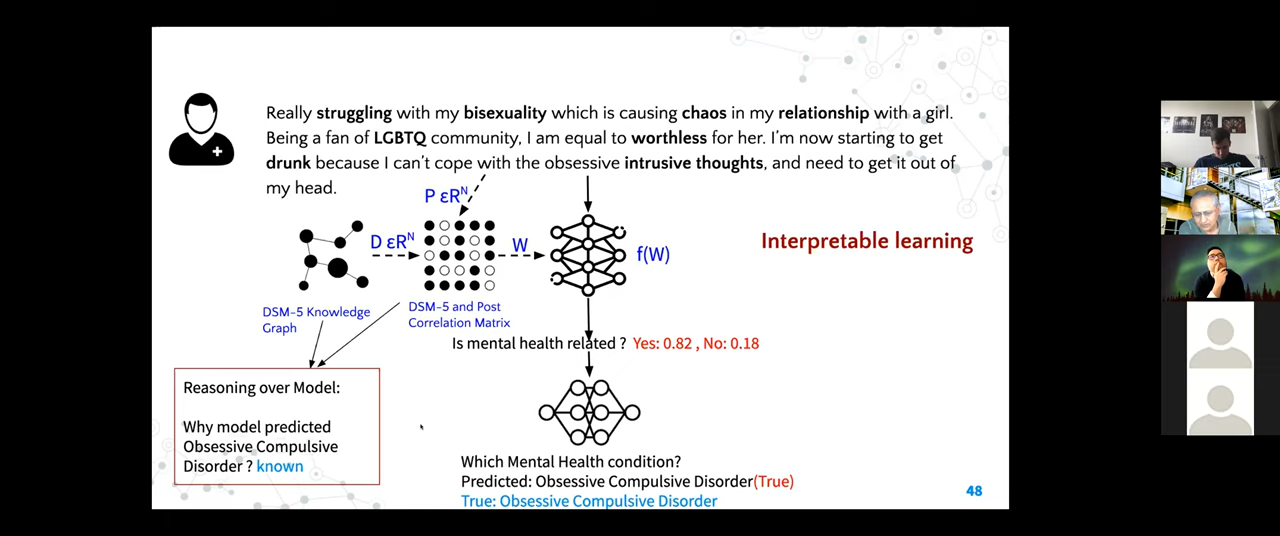 Really struggling with my bisexuality which is causing chaos in my relationship with a girl.
Being a fan of LGBTQ community, I am equal to worthless for her. I'm now starting to get
drunk because I can't cope with the obsessive intrusive thoughts, and need to get it out of
my head.
P εRᴺ
D εRᴺ
W
f(W)
Interpretable learning
DSM-5 Knowledge
Graph
DSM-5 and Post
Correlation Matrix
Is mental health related ? Yes: 0.82 , No: 0.18
Reasoning over Model:
Why model predicted
Obsessive Compulsive
Disorder ? known
Which Mental Health condition?
Predicted: Obsessive Compulsive Disorder(True)
True: Obsessive Compulsive Disorder
48